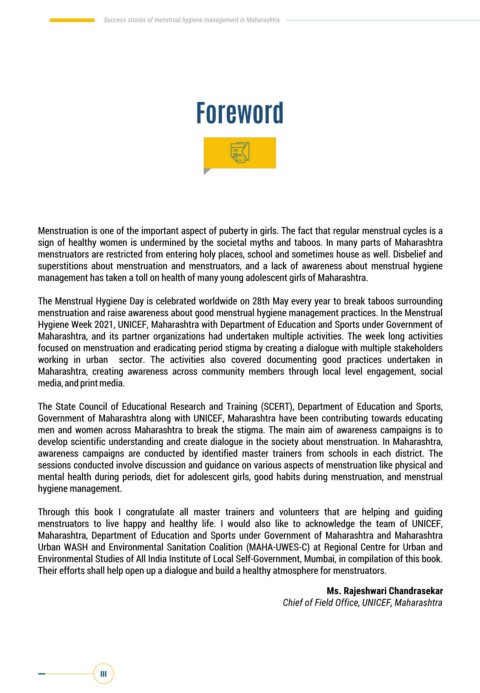 Success stories of menstrual hygiene management in Maharashtra
Foreword
Menstruation is one of the important aspect of puberty in girls. The fact that regular menstrual cycles is a
sign of healthy women is undermined by the societal myths and taboos. In many parts of Maharashtra
menstruators are restricted from entering holy places, school and sometimes house as well. Disbelief and
superstitions about menstruation and menstruators, and a lack of awareness about menstrual hygiene
management has taken a toll on health of many young adolescent girls of Maharashtra.
The Menstrual Hygiene Day is celebrated worldwide on 28th May every year to break taboos surrounding
menstruation and raise awareness about good menstrual hygiene management practices. In the Menstrual
Hygiene Week 2021, UNICEF, Maharashtra with Department of Education and Sports under Government of
Maharashtra, and its partner organizations had undertaken multiple activities. The week long activities
focused on menstruation and eradicating period stigma by creating a dialogue with multiple stakeholders
working in urban sector. The activities also covered documenting good practices undertaken in
Maharashtra, creating awareness across community members through local level engagement, social
media, and print media.
The State Council of Educational Research and Training (SCERT), Department of Education and Sports,
Government of Maharashtra along with UNICEF, Maharashtra have been contributing towards educating
men and women across Maharashtra to break the stigma. The main aim of awareness campaigns is to
develop scientific understanding and create dialogue in the society about menstruation. In Maharashtra,
awareness campaigns are conducted by identified master trainers from schools in each district. The
sessions conducted involve discussion and guidance on various aspects of menstruation like physical and
mental health during periods, diet for adolescent girls, good habits during menstruation, and menstrual
hygiene management.
Through this book I congratulate all master trainers and volunteers that are helping and guiding
menstruators to live happy and healthy life. I would also like to acknowledge the team of UNICEF,
Maharashtra, Department of Education and Sports under Government of Maharashtra and Maharashtra
Urban WASH and Environmental Sanitation Coalition (MAHA-UWES-C) at Regional Centre for Urban and
Environmental Studies of All India Institute of Local Self-Government, Mumbai, in compilation of this book.
Their efforts shall help open up a dialogue and build a healthy atmosphere for menstruators.
Ms. Rajeshwari Chandrasekar
Chief of Field Office, UNICEF, Maharashtra
III